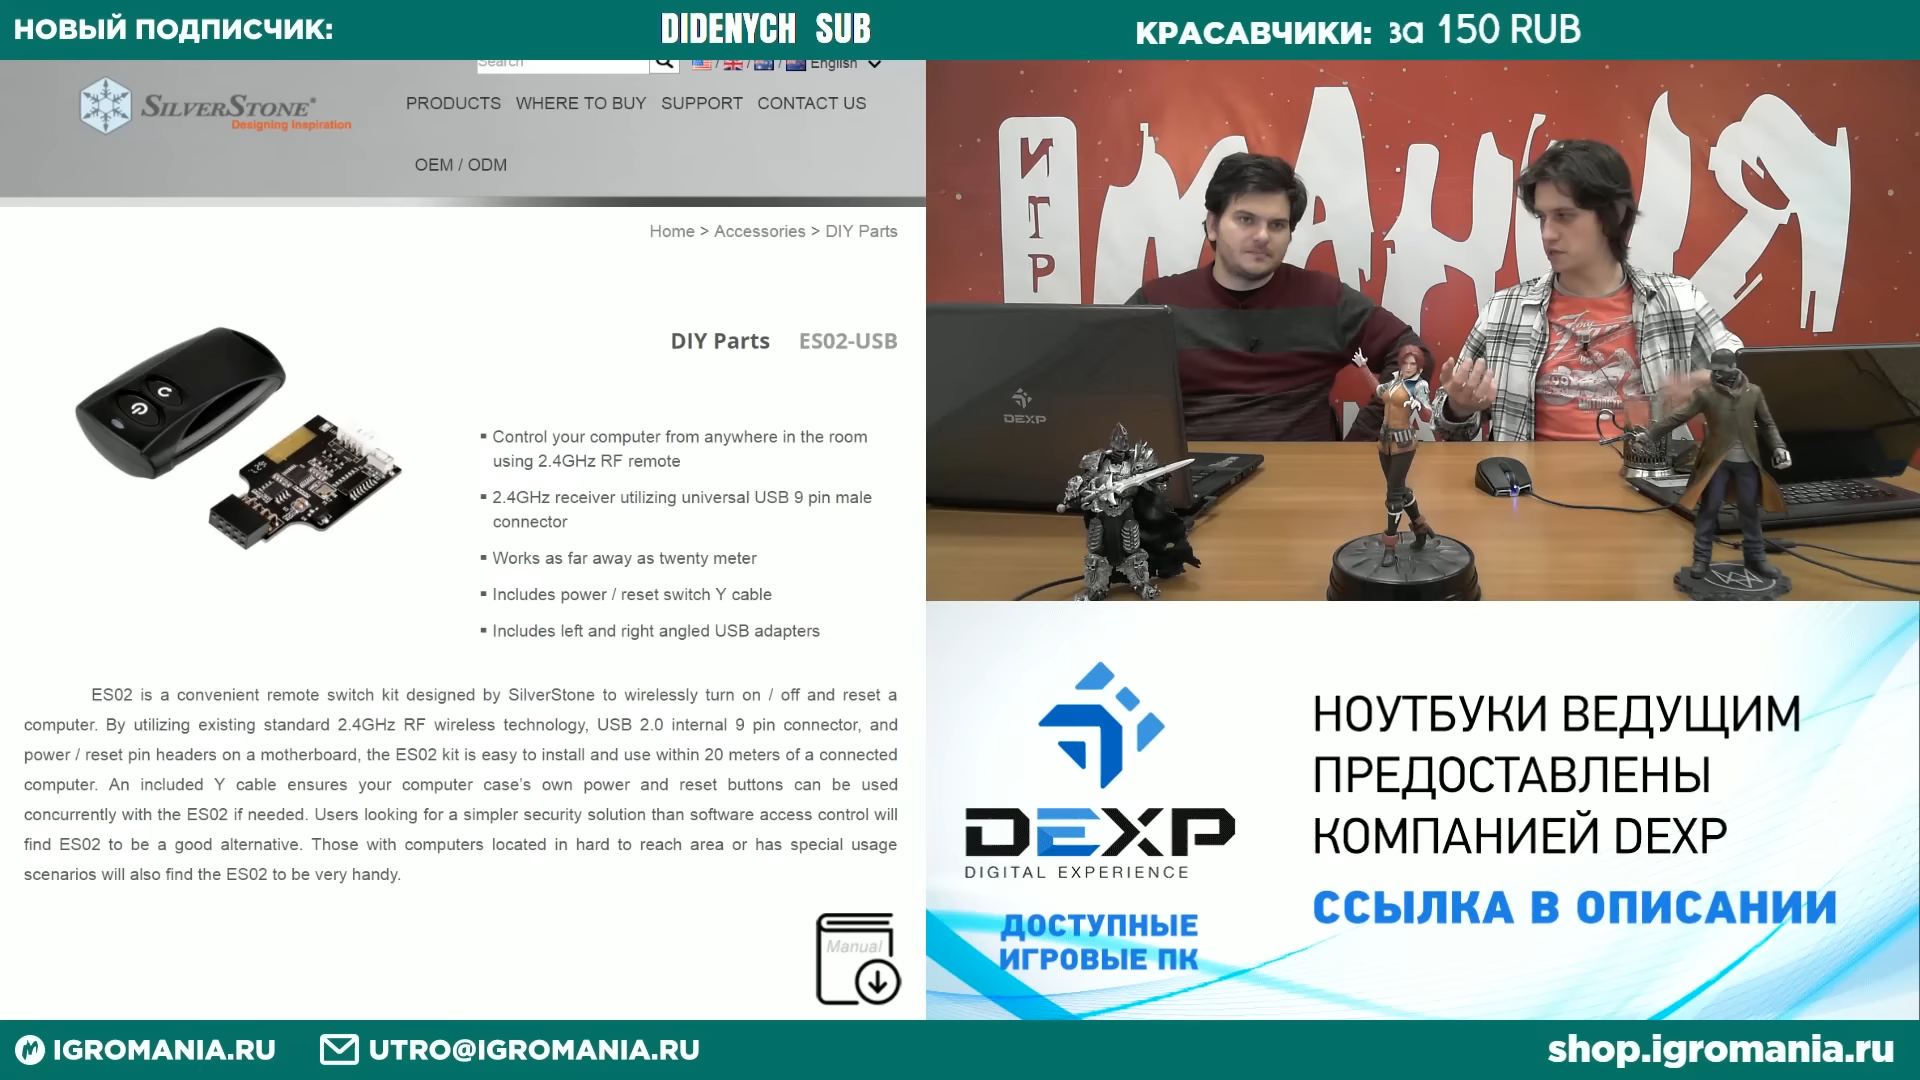 НОВЫЙ ПОДПИСЧИК:
DIDENYCH SUB
КРАСАВЧИКИ: за 150 RUB
Search
English
SILVERSTONE®
Designing Inspiration
PRODUCTS WHERE TO BUY SUPPORT CONTACT US
OEM / ODM
Home > Accessories > DIY Parts
DIY Parts ES02-USB
▪ Control your computer from anywhere in the room
using 2.4GHz RF remote
▪ 2.4GHz receiver utilizing universal USB 9 pin male
connector
▪ Works as far away as twenty meter
▪ Includes power / reset switch Y cable
▪ Includes left and right angled USB adapters
ES02 is a convenient remote switch kit designed by SilverStone to wirelessly turn on / off and reset a
computer. By utilizing existing standard 2.4GHz RF wireless technology, USB 2.0 internal 9 pin connector, and
power / reset pin headers on a motherboard, the ES02 kit is easy to install and use within 20 meters of a connected
computer. An included Y cable ensures your computer case's own power and reset buttons can be used
concurrently with the ES02 if needed. Users looking for a simpler security solution than software access control will
find ES02 to be a good alternative. Those with computers located in hard to reach area or has special usage
scenarios will also find the ES02 to be very handy.
Manual
ИГР
МАНИЯ
DEXP
DEXP
DIGITAL EXPERIENCE
ДОСТУПНЫЕ
ИГРОВЫЕ ПК
НОУТБУКИ ВЕДУЩИМ
ПРЕДОСТАВЛЕНЫ
КОМПАНИЕЙ DEXP
ССЫЛКА В ОПИСАНИИ
IGROMANIA.RU
UTRO@IGROMANIA.RU
shop.igromania.ru